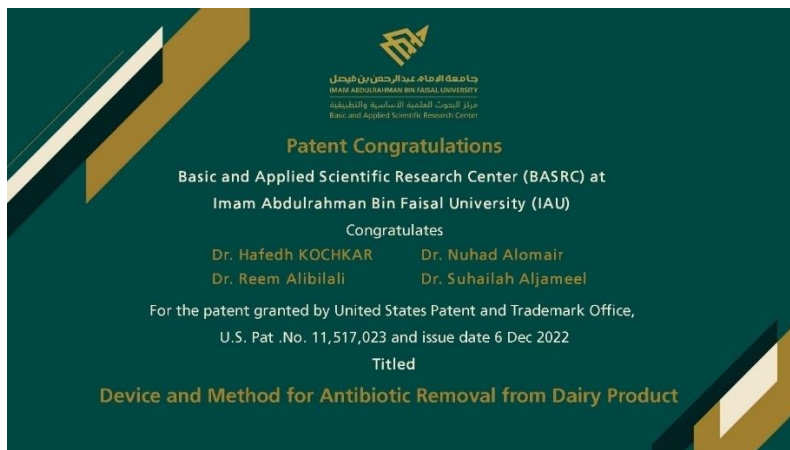 جامعة الإمام عبدالرحمن بن فيصل
IMAM ABDULRAHMAN BIN FAISAL UNIVERSITY
مركز البحوث العلمية الأساسية والتطبيقية
Basic and Applied Scientific Research Center
Patent Congratulations
Basic and Applied Scientific Research Center (BASRC) at
Imam Abdulrahman Bin Faisal University (IAU)
Congratulates
Dr. Hafedh KOCHKAR Dr. Nuhad Alomair
Dr. Reem Alibilali Dr. Suhailah Aljameel
For the patent granted by United States Patent and Trademark Office,
U.S. Pat .No. 11,517,023 and issue date 6 Dec 2022
Titled
Device and Method for Antibiotic Removal from Dairy Product